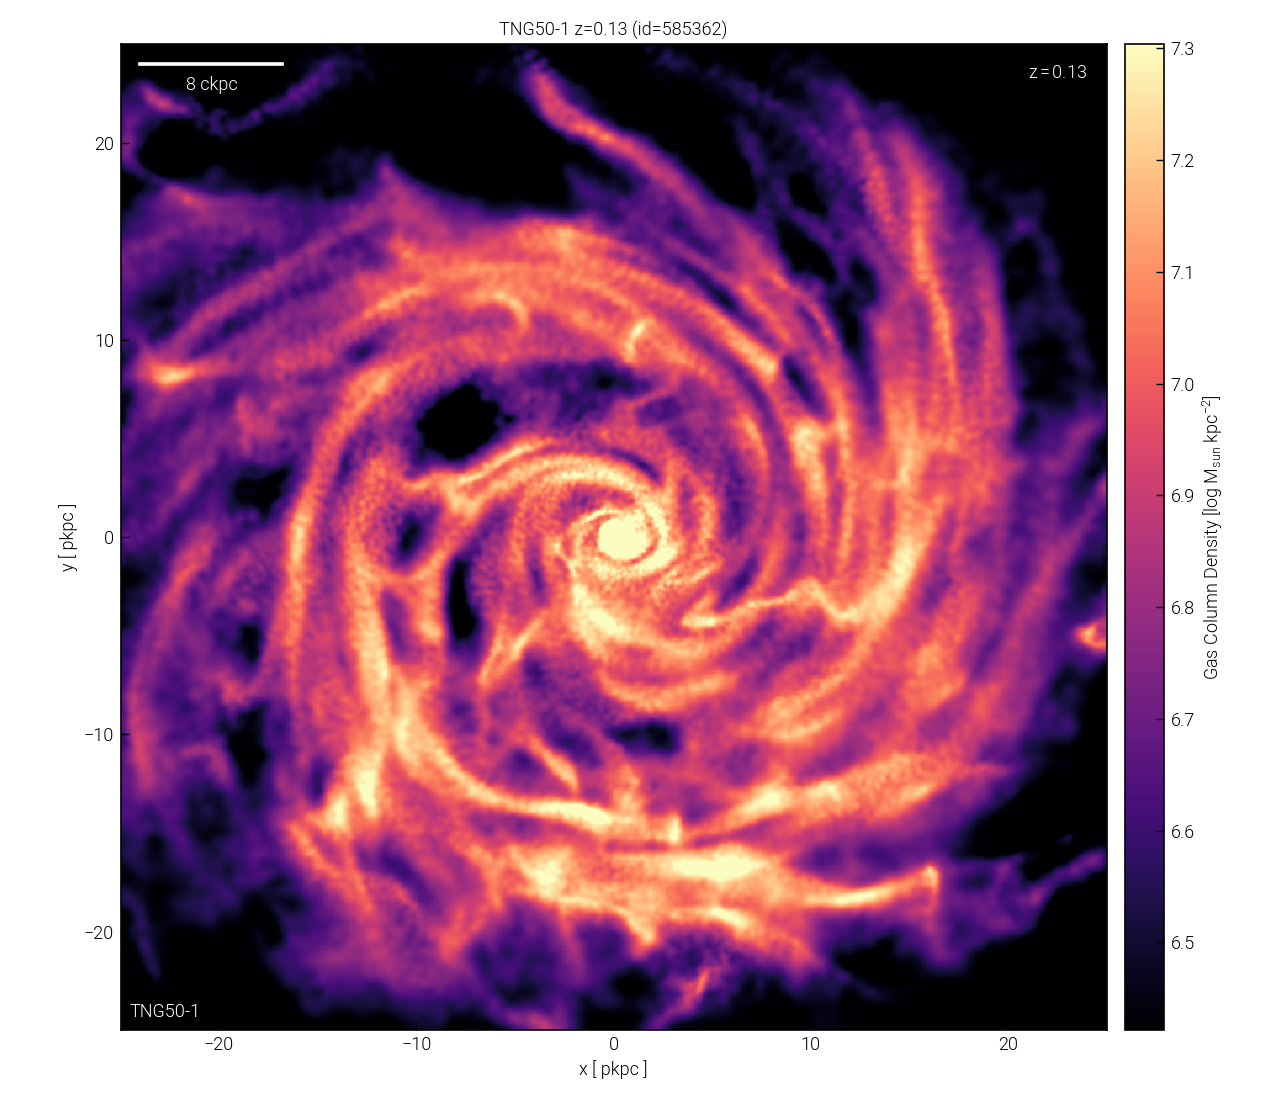 TNG50-1 z=0.13 (id=585362)
8 ckpc
z = 0.13
TNG50-1
20
10
0
−10
−20
y [ pkpc ]
−20
−10
0
10
20
x [ pkpc ]
7.3
7.2
7.1
7.0
6.9
6.8
6.7
6.6
6.5
Gas Column Density [log M_sun kpc^−2]